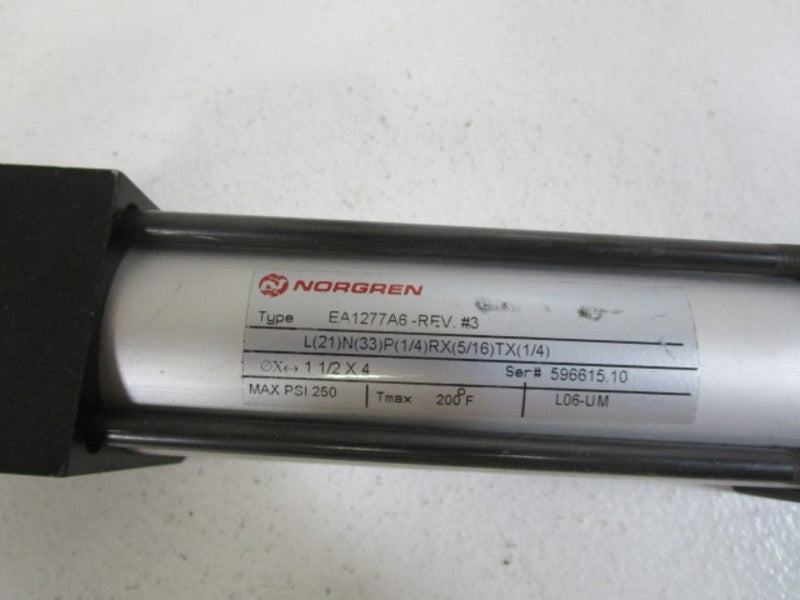 NORGREN
Type EA1277A6-REV. #3
L(21)N(33)P(1/4)RX(5/16)TX(1/4)
ØX↔ 1 1/2 X 4 Ser# 596615.10
MAX PSI 250 Tmax 200°F L06-UM